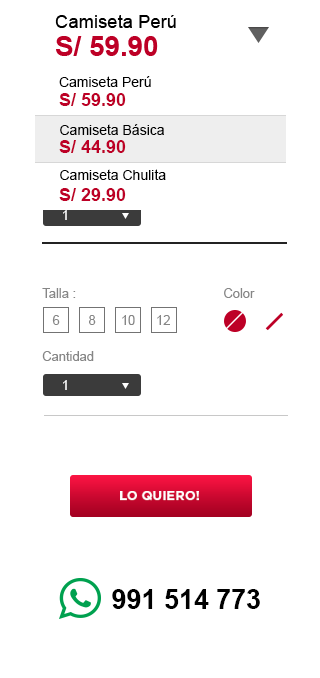 Camiseta Perú
S/ 59.90
Camiseta Perú
S/ 59.90
Camiseta Básica
S/ 44.90
Camiseta Chulita
S/ 29.90
1
Talla : Color
6 8 10 12
Cantidad
1
LO QUIERO!
991 514 773